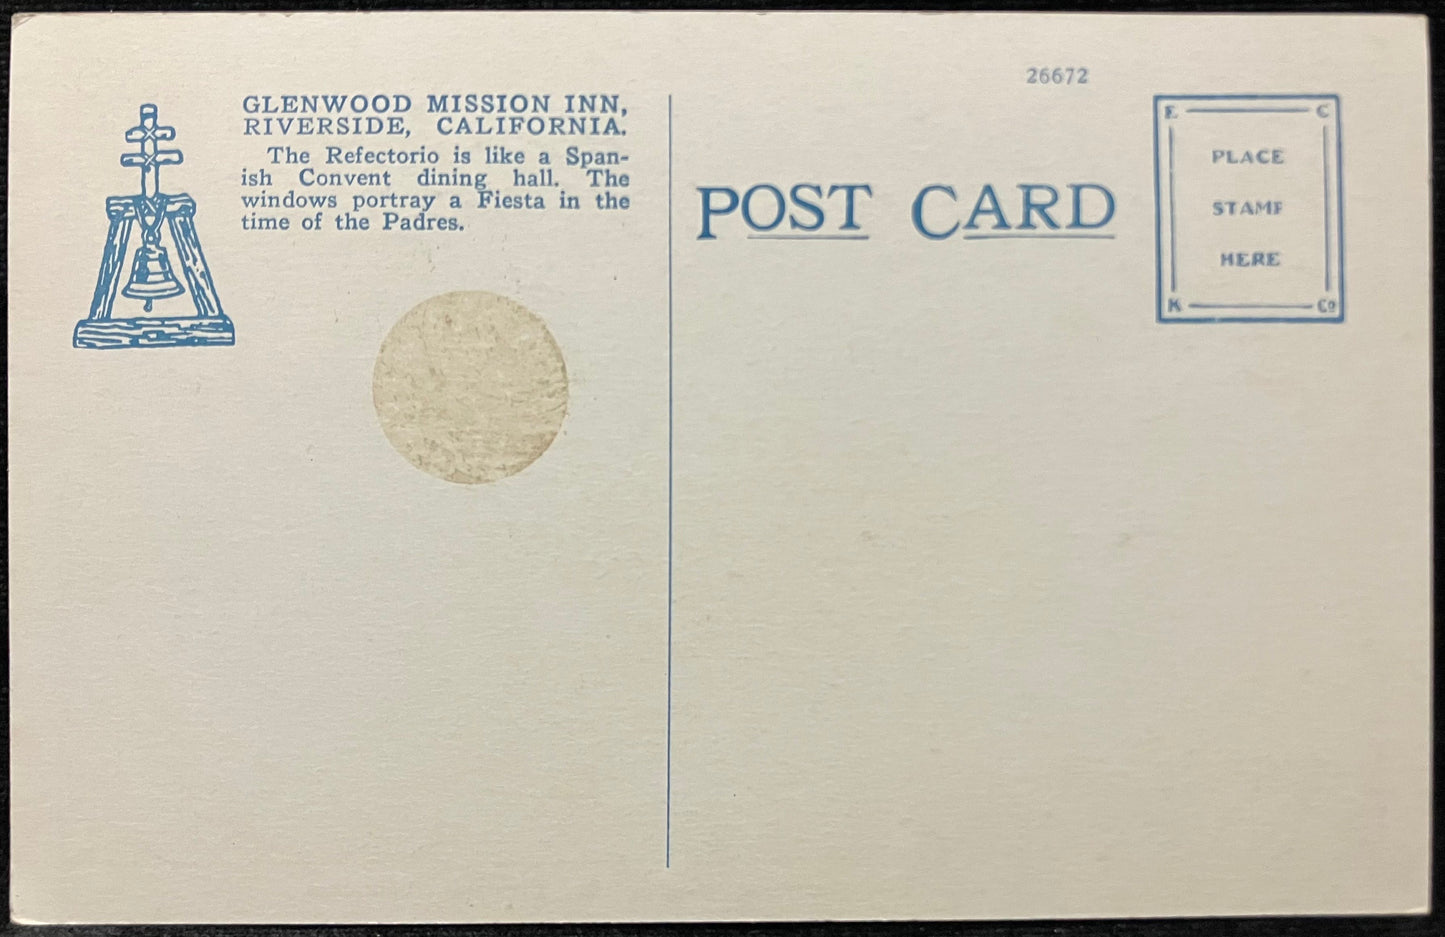 26672
GLENWOOD MISSION INN,
RIVERSIDE, CALIFORNIA.
The Refectorio is like a Span-
ish Convent dining hall. The
windows portray a Fiesta in the
time of the Padres.
POST CARD
E C
PLACE
STAMP
HERE
K Co